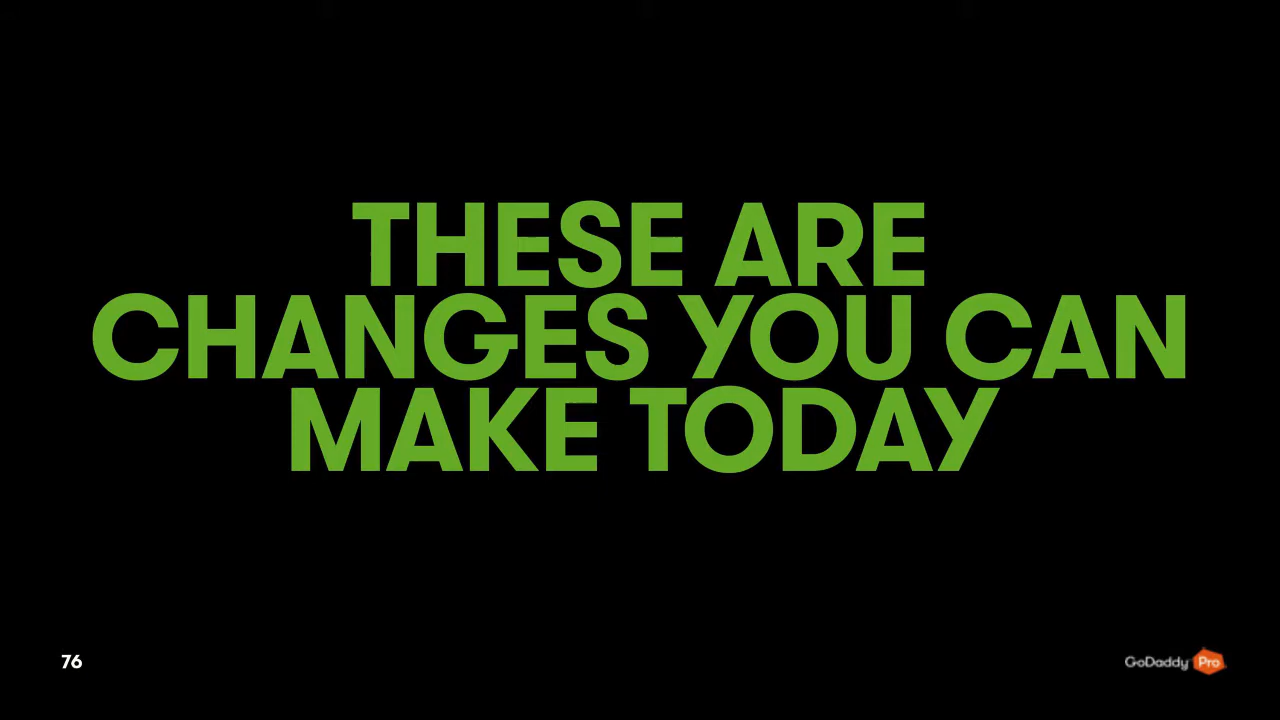 THESE ARE
CHANGES YOU CAN
MAKE TODAY
76
GoDaddy Pro